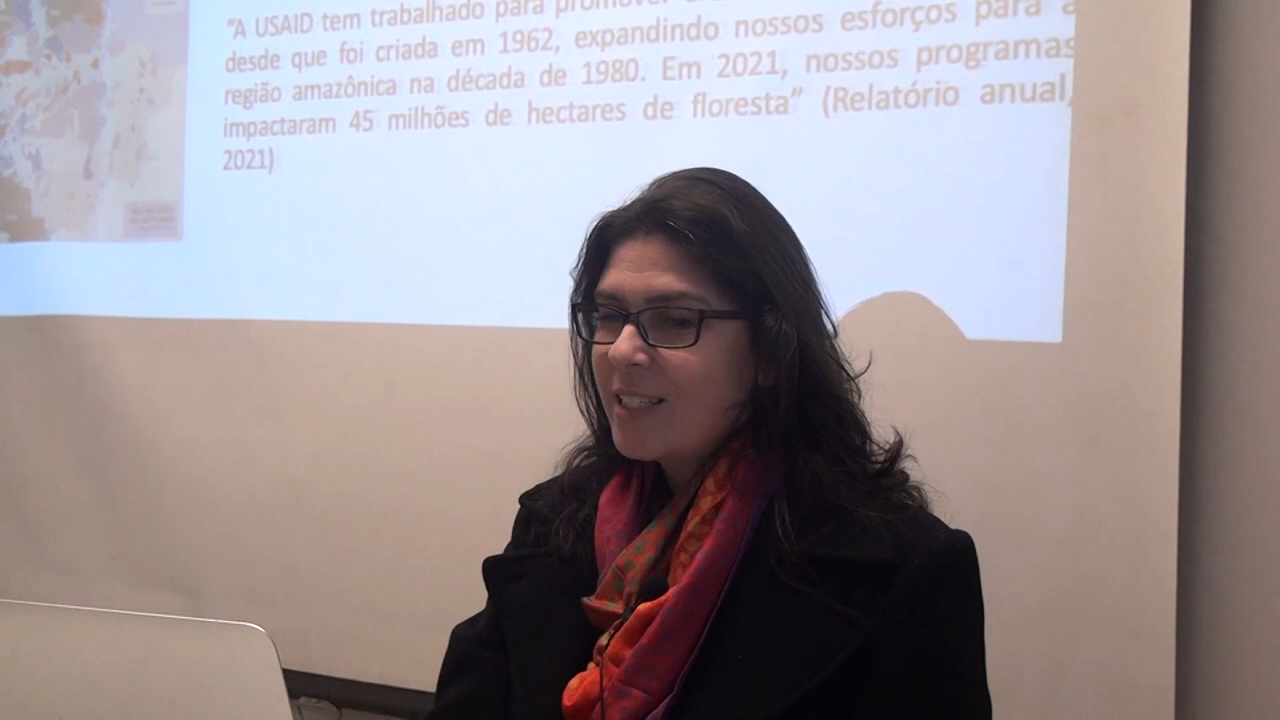 “A USAID tem trabalhado para promover
desde que foi criada em 1962, expandindo nossos esforços para a
região amazônica na década de 1980. Em 2021, nossos programas
impactaram 45 milhões de hectares de floresta” (Relatório anual,
2021)